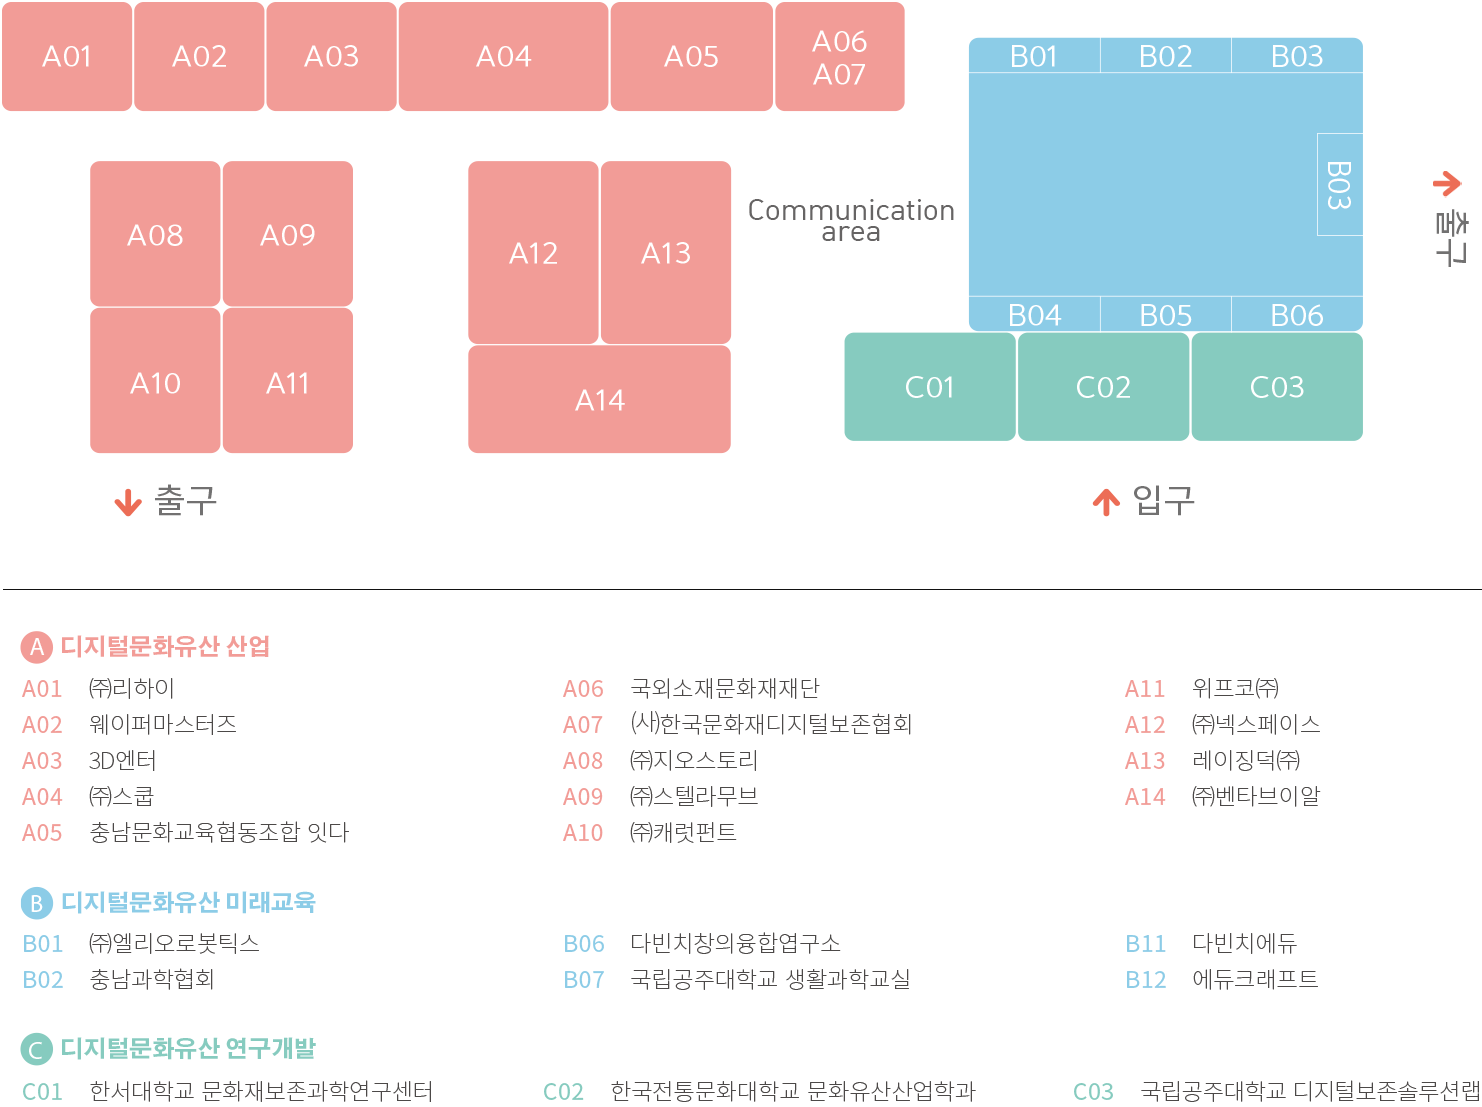 A01 A02 A03 A04 A05 A06
A07
B01 B02 B03
B03
출구
A08 A09
A12 A13
Communication
area
A10 A11
A14
B04 B05 B06
C01 C02 C03
출구
입구
A 디지털문화유산 산업
A01 ㈜리하이
A02 웨이퍼마스터즈
A03 3D엔터
A04 ㈜스쿱
A05 충남문화교육협동조합 잇다
A06 국외소재문화재재단
A07 ㈔한국문화재디지털보존협회
A08 ㈜지오스토리
A09 ㈜스텔라무브
A10 ㈜캐럿펀트
A11 위프코㈜
A12 ㈜넥스페이스
A13 레이징덕㈜
A14 ㈜벤타브이알
B 디지털문화유산 미래교육
B01 ㈜엘리오로봇틱스
B02 충남과학협회
B06 다빈치창의융합엽구소
B07 국립공주대학교 생활과학교실
B11 다빈치에듀
B12 에듀크래프트
C 디지털문화유산 연구개발
C01 한서대학교 문화재보존과학연구센터
C02 한국전통문화대학교 문화유산산업학과
C03 국립공주대학교 디지털보존솔루션랩